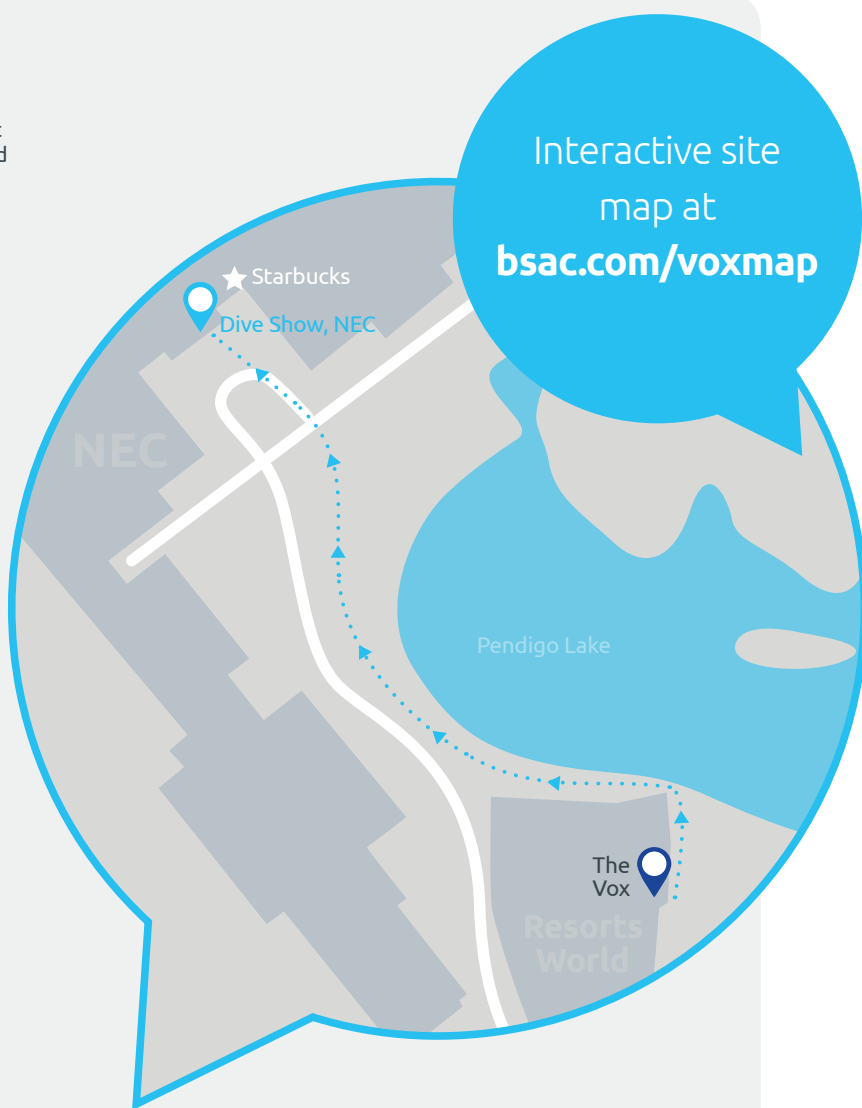 Interactive site
map at
bsac.com/voxmap
Starbucks
Dive Show, NEC
NEC
Pendigo Lake
The
Vox
Resorts
World